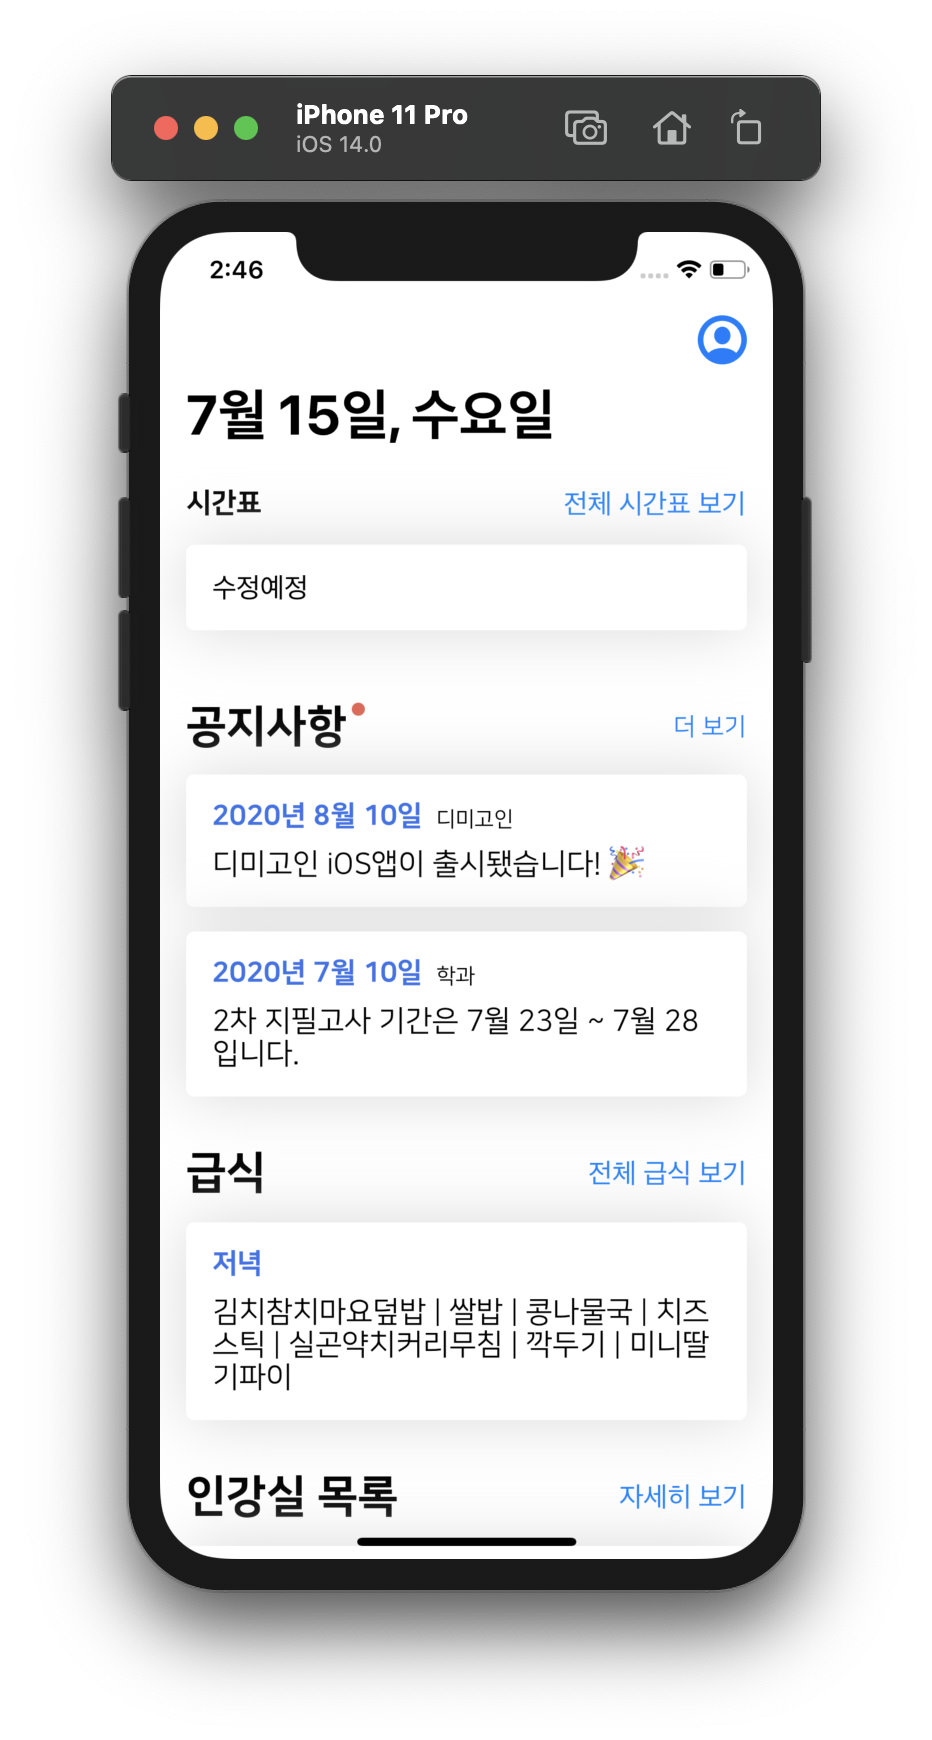 iPhone 11 Pro
iOS 14.0
2:46
7월 15일, 수요일
시간표 전체 시간표 보기
수정예정
공지사항 더 보기
2020년 8월 10일 디미고인
디미고인 iOS앱이 출시됐습니다! 🎉
2020년 7월 10일 학과
2차 지필고사 기간은 7월 23일 ~ 7월 28
입니다.
급식 전체 급식 보기
저녁
김치참치마요덮밥 | 쌀밥 | 콩나물국 | 치즈
스틱 | 실곤약치커리무침 | 깍두기 | 미니딸
기파이
인강실 목록 자세히 보기